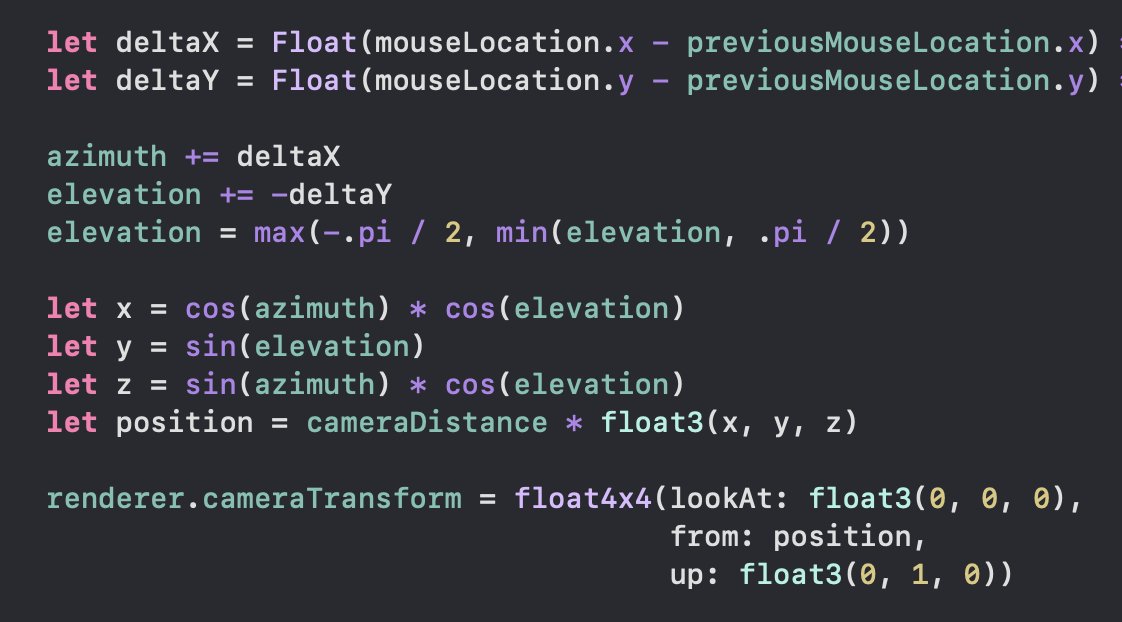 let deltaX = Float(mouseLocation.x - previousMouseLocation.x)
let deltaY = Float(mouseLocation.y - previousMouseLocation.y)
azimuth += deltaX
elevation += -deltaY
elevation = max(-.pi / 2, min(elevation, .pi / 2))
let x = cos(azimuth) * cos(elevation)
let y = sin(elevation)
let z = sin(azimuth) * cos(elevation)
let position = cameraDistance * float3(x, y, z)
renderer.cameraTransform = float4x4(lookAt: float3(0, 0, 0),
from: position,
up: float3(0, 1, 0))